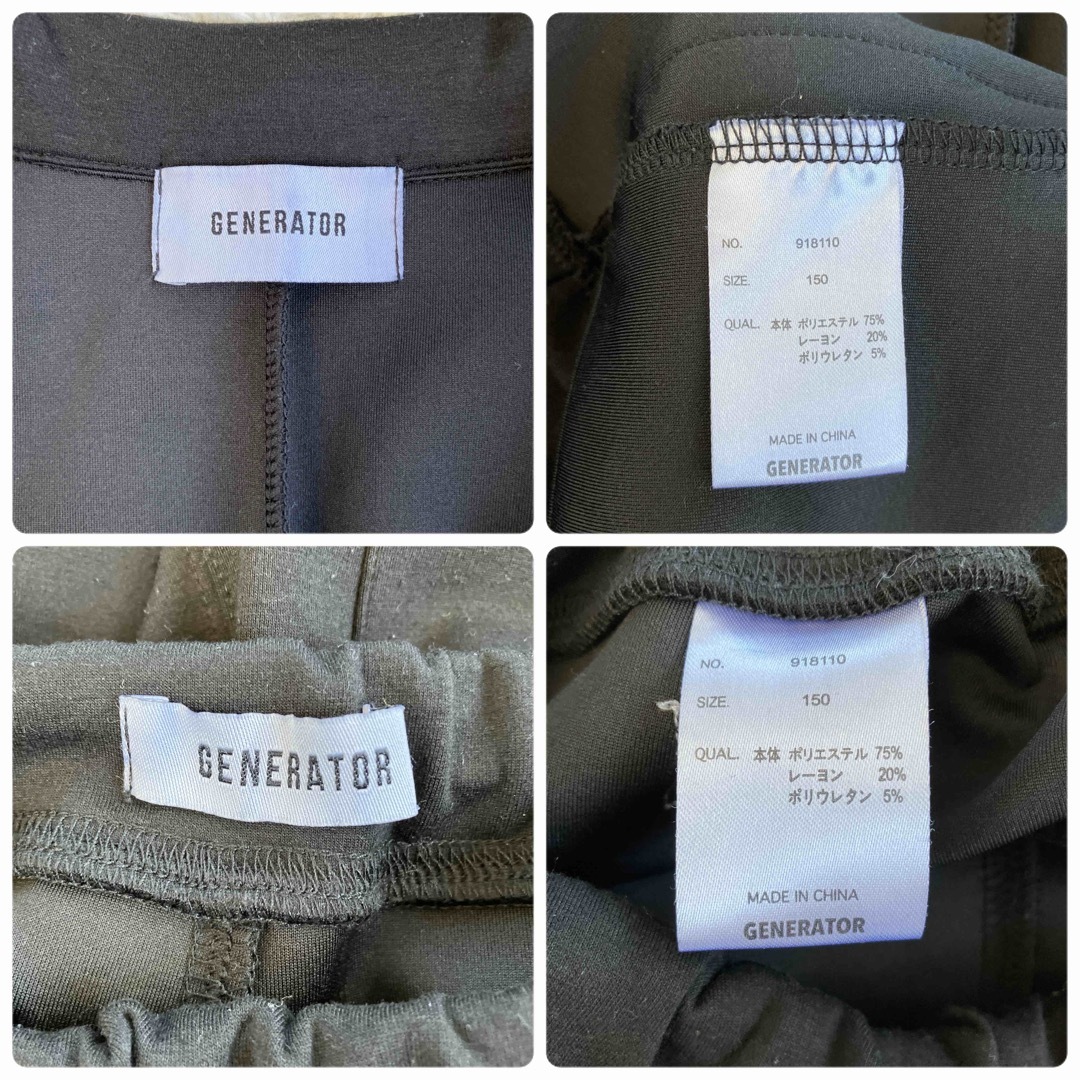 GENERATOR
NO. 918110
SIZE. 150
QUAL. 本体 ポリエステル 75%
レーヨン 20%
ポリウレタン 5%
MADE IN CHINA
GENERATOR
GENERATOR
NO. 918110
SIZE. 150
QUAL. 本体 ポリエステル 75%
レーヨン 20%
ポリウレタン 5%
MADE IN CHINA
GENERATOR